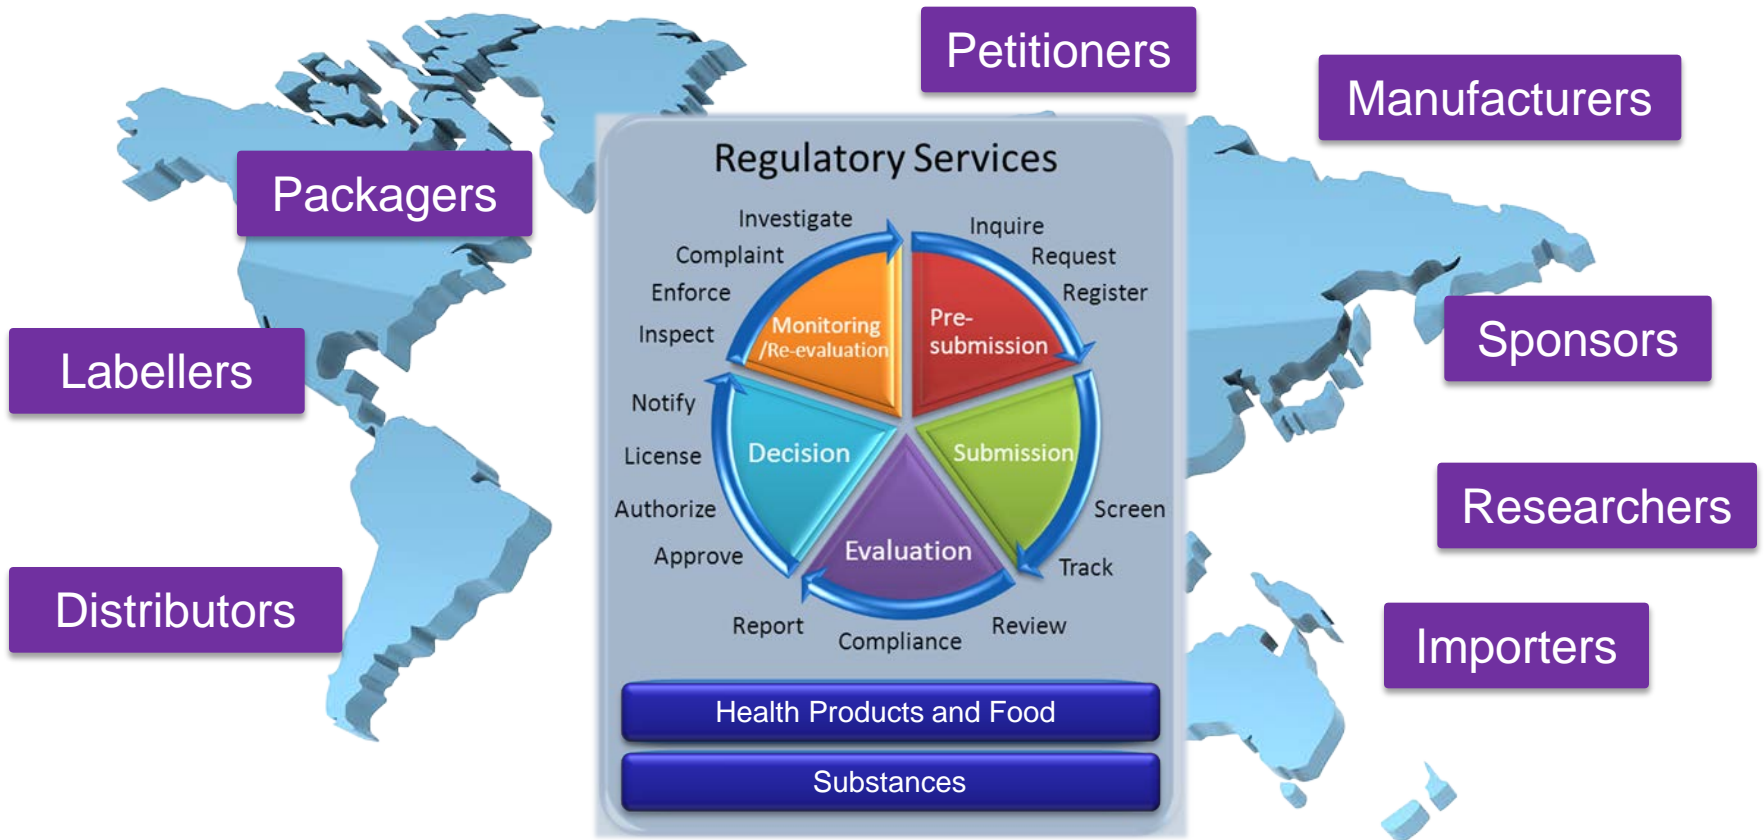 Petitioners
Manufacturers
Packagers
Regulatory Services
Investigate
Inquire
Complaint
Request
Enforce
Register
Inspect
Monitoring
/Re-evaluation
Pre-
submission
Labellers
Sponsors
Notify
License
Decision
Submission
Authorize
Screen
Researchers
Approve
Evaluation
Track
Distributors
Report
Compliance
Review
Importers
Health Products and Food
Substances